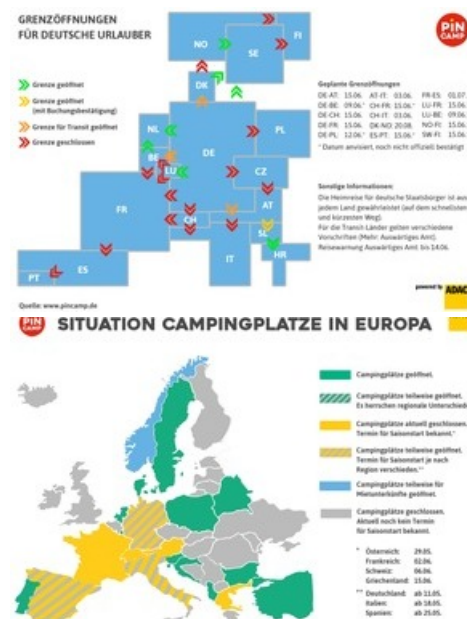 GRENZÖFFNUNGEN
FÜR DEUTSCHE URLAUBER
PiN
CAMP
Grenze geöffnet
Grenze geöffnet
(mit Buchungsbestätigung)
Grenze für Transit geöffnet
Grenze geschlossen
NO
SE
FI
DK
NL
BE
LU
DE
PL
CZ
FR
CH
AT
SL
HR
IT
ES
PT
Geplante Grenzöffnungen
DE-AT: 15.06. AT-IT: 03.06. FR-ES: 01.07.
DE-BE: 09.06.* CH-FR: 15.06.* LU-FR: 15.06.
DE-CH: 15.06. CH-IT: 03.06. LU-BE: 09.06.
DE-FR: 15.06. DK-NO: 20.08. NO-FI: 15.06.
DE-PL: 12.06.* ES-PT: 15.06.* SW-FI: 15.06.
* Datum anvisiert, noch nicht offiziell bestätigt
Sonstige Informationen:
Die Heimreise für deutsche Staatsbürger ist aus
jedem Land gewährleistet (auf dem schnellsten
und kürzesten Weg).
Für die Transit-Länder gelten verschiedene
Vorschriften (Mehr: Auswärtiges Amt).
Reisewarnung Auswärtiges Amt bis 14.06.
Quelle: www.pincamp.de
powered by ADAC
PiN
CAMP
SITUATION CAMPINGPLATZE IN EUROPA
Campingplätze geöffnet.
Campingplätze teilweise geöffnet.
Es herrschen regionale Unterschiede
Campingplätze aktuell geschlossen.
Termin für Saisonstart bekannt.*
Campingplätze teilweise geöffnet.
Termin für Saisonstart je nach
Region verschieden.**
Campingplätze teilweise für
Mietunterkünfte geöffnet.
Campingplätze geschlossen.
Aktuell noch kein Termin
für Saisonstart bekannt.
* Österreich: 29.05.
Frankreich: 02.06.
Schweiz: 06.06.
Griechenland: 15.06.
** Deutschland: ab 11.05.
Italien: ab 18.05.
Spanien: ab 25.05.